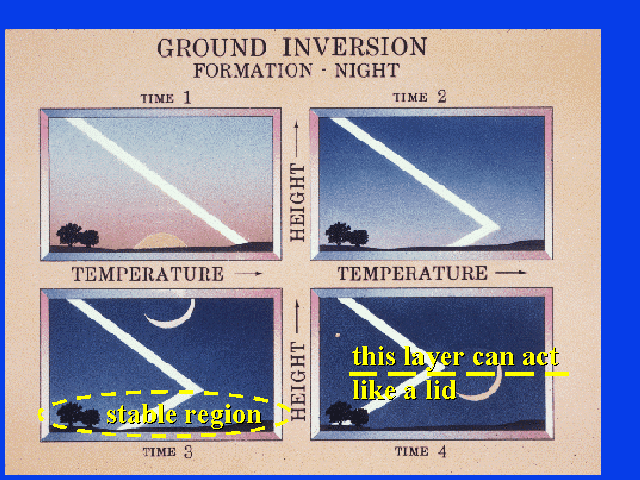 GROUND INVERSION
FORMATION - NIGHT
TIME 1
TIME 2
HEIGHT
TEMPERATURE
TEMPERATURE
this layer can act
like a lid
stable region
HEIGHT
TIME 3
TIME 4